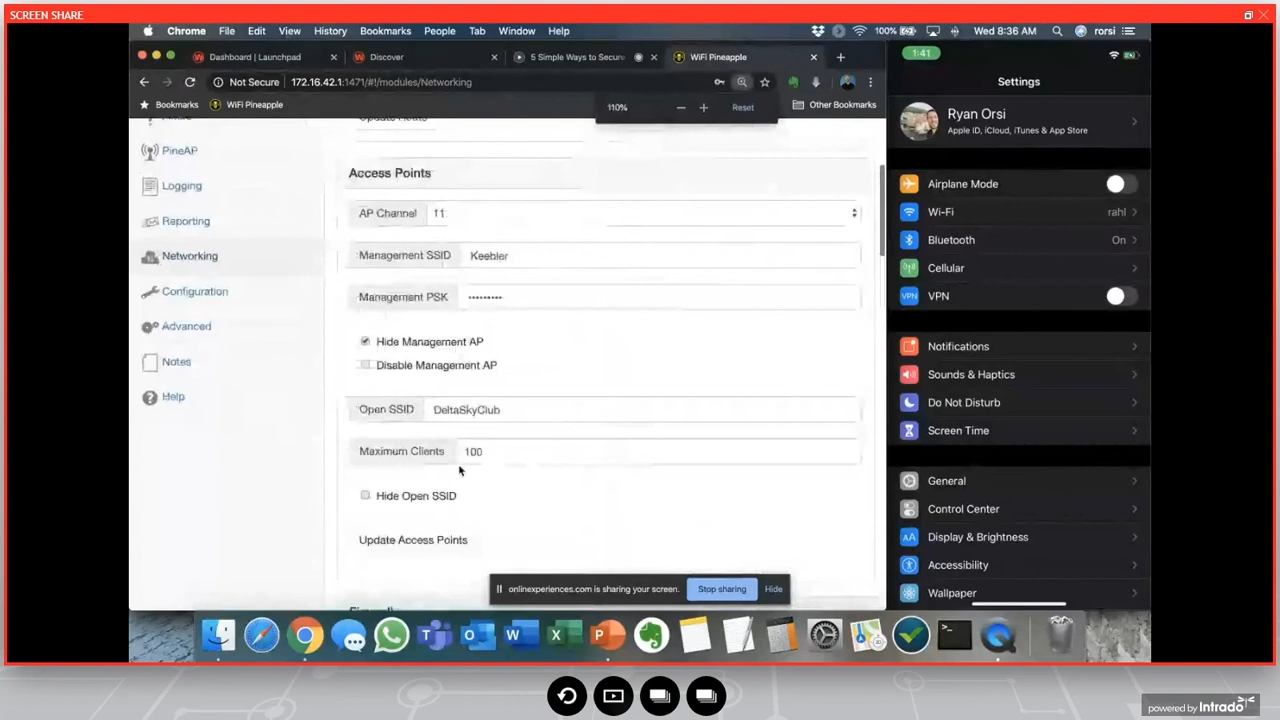 SCREEN SHARE
Chrome File Edit View History Bookmarks People Tab Window Help 100% Wed 8:36 AM rorsi
Dashboard | Launchpad Discover 5 Simple Ways to Secure WiFi Pineapple
Not Secure 172.16.42.1:1471/#!/modules/Networking
Bookmarks WiFi Pineapple Other Bookmarks
110% Reset
PineAP
Logging
Reporting
Networking
Configuration
Advanced
Notes
Help
Access Points
AP Channel 11
Management SSID Keebler
Management PSK •••••••••
Hide Management AP
Disable Management AP
Open SSID DeltaSkyClub
Maximum Clients 100
Hide Open SSID
Update Access Points
onlinexperiences.com is sharing your screen. Stop sharing Hide
1:41
Settings
Ryan Orsi
Apple ID, iCloud, iTunes & App Store
Airplane Mode
Wi-Fi rahl
Bluetooth On
Cellular
VPN VPN
Notifications
Sounds & Haptics
Do Not Disturb
Screen Time
General
Control Center
AA Display & Brightness
Accessibility
Wallpaper
powered by Intrado